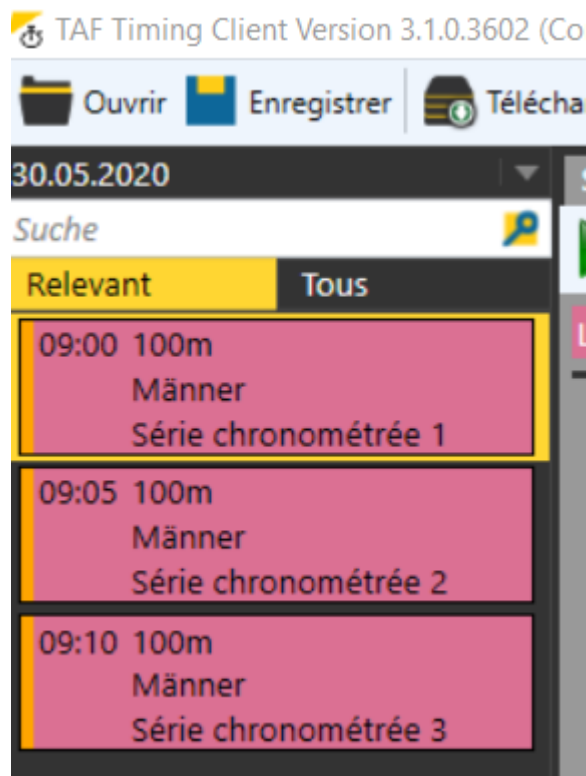 TAF Timing Client Version 3.1.0.3602 (Co
Ouvrir Enregistrer Télécha
30.05.2020
Suche
Relevant Tous
09:00 100m
Männer
Série chronométrée 1
09:05 100m
Männer
Série chronométrée 2
09:10 100m
Männer
Série chronométrée 3